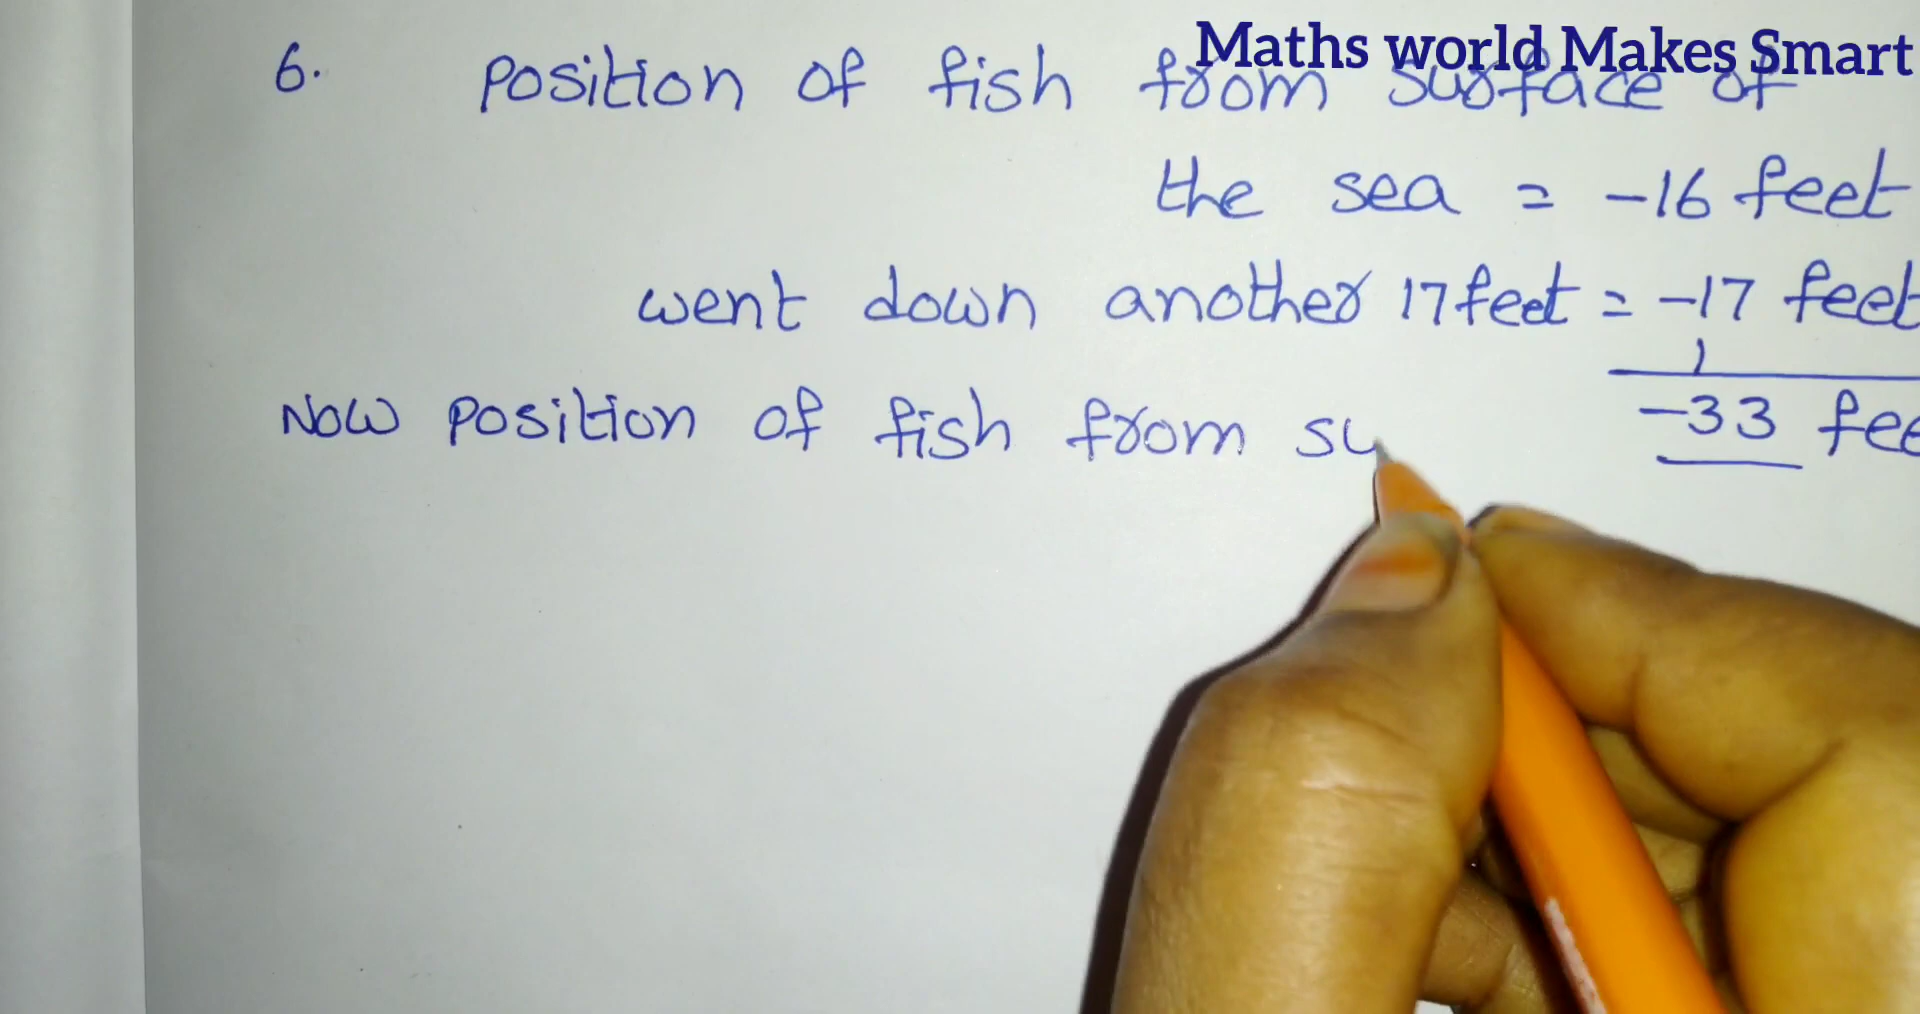 Maths world Makes Smart
6. Position of fish from surface of
the sea = -16 feet
went down another 17 feet = -17 feet
1
Now position of fish from su -33 fee